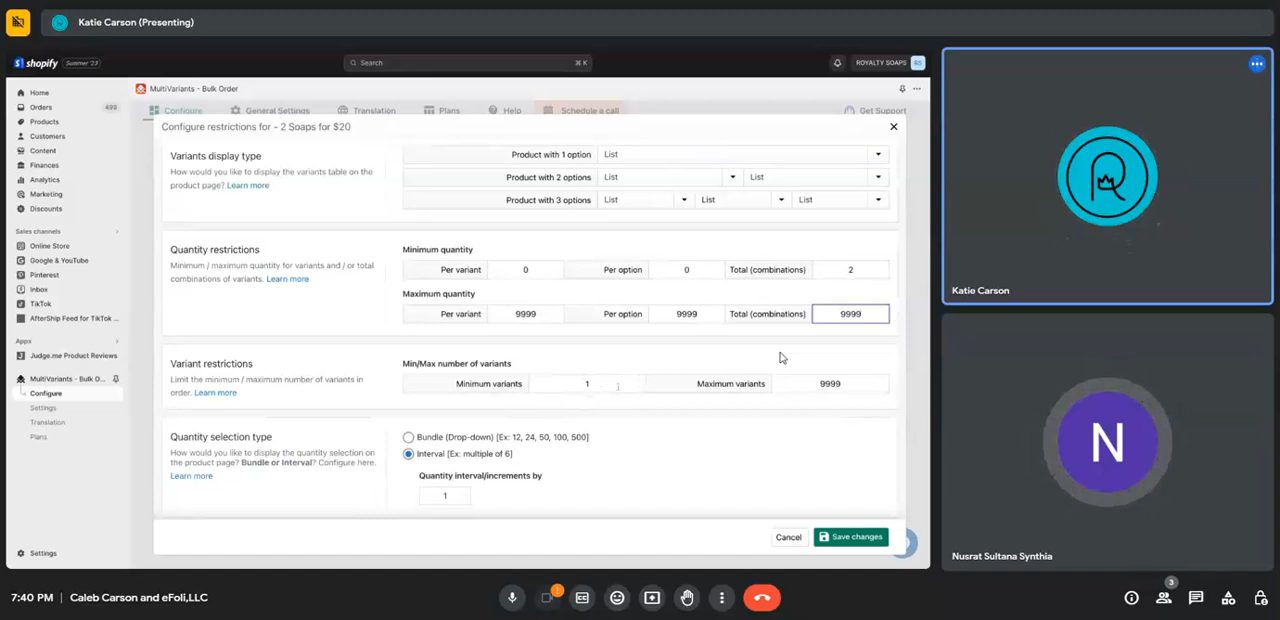 Katie Carson (Presenting)
shopify Summer '23
Search
⌘ K
ROYALTY SOAPS RS
Home
Orders 499
Products
Customers
Content
Finances
Analytics
Marketing
Discounts
Sales channels
Online Store
Google & YouTube
Pinterest
Inbox
TikTok
AfterShip Feed for TikTok ...
Apps
Judge.me Product Reviews
MultiVariants - Bulk O...
Configure
Settings
Translation
Plans
Settings
MultiVariants - Bulk Order
Configure General Settings Translation Plans Help Schedule a call Get Support
Configure restrictions for - 2 Soaps for $20
Variants display type
How would you like to display the variants table on the
product page? Learn more
Product with 1 option List
Product with 2 options List List
Product with 3 options List List List
Quantity restrictions
Minimum / maximum quantity for variants and / or total
combinations of variants. Learn more
Minimum quantity
Per variant 0 Per option 0 Total (combinations) 2
Maximum quantity
Per variant 9999 Per option 9999 Total (combinations) 9999
Variant restrictions
Limit the minimum / maximum number of variants in
order. Learn more
Min/Max number of variants
Minimum variants 1 Maximum variants 9999
Quantity selection type
How would you like to display the quantity selection on
the product page? Bundle or Interval? Configure here.
Learn more
Bundle (Drop-down) [Ex: 12, 24, 50, 100, 500]
Interval [Ex: multiple of 6]
Quantity interval/increments by
1
Cancel Save changes
R
Katie Carson
N
Nusrat Sultana Synthia
7:40 PM | Caleb Carson and eFoli,LLC
CC
3